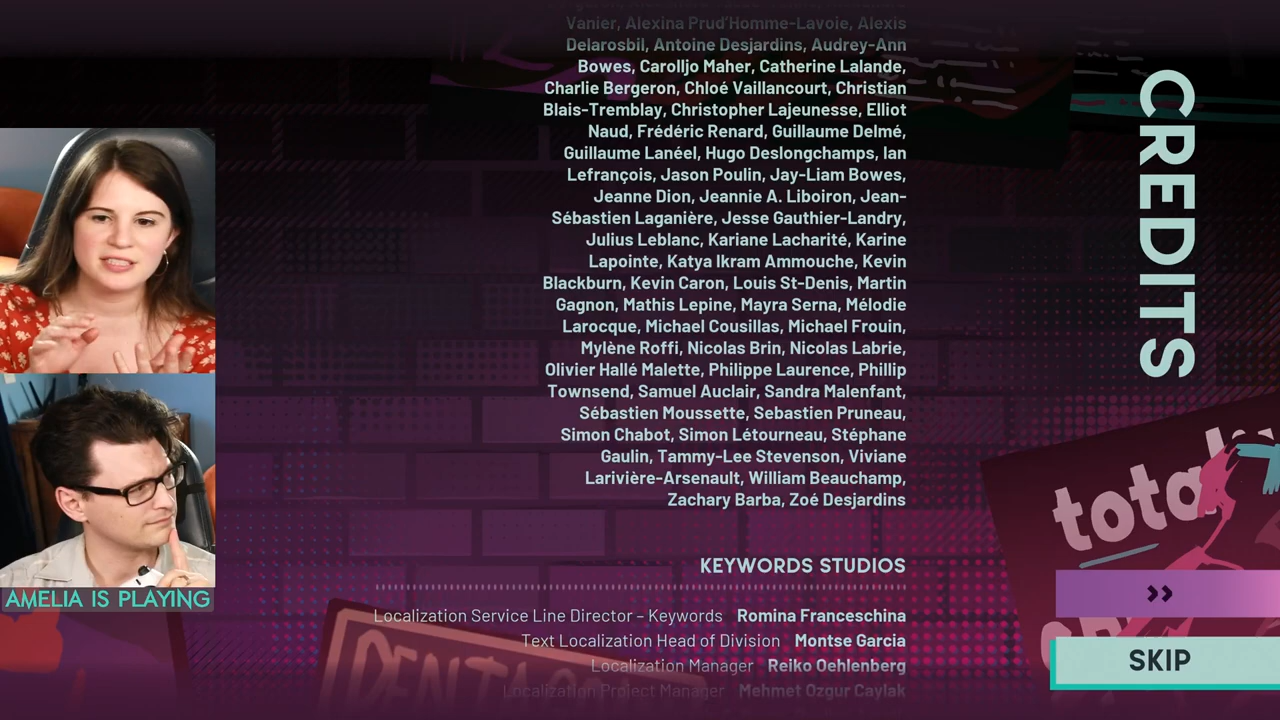 Vanier, Alexina Prud'Homme-Lavoie, Alexis
Delarosbil, Antoine Desjardins, Audrey-Ann
Bowes, Carolljo Maher, Catherine Lalande,
Charlie Bergeron, Chloé Vaillancourt, Christian
Blais-Tremblay, Christopher Lajeunesse, Elliot
Naud, Frédéric Renard, Guillaume Delmé,
Guillaume Lanéel, Hugo Deslongchamps, Ian
Lefrançois, Jason Poulin, Jay-Liam Bowes,
Jeanne Dion, Jeannie A. Liboiron, Jean-
Sébastien Laganière, Jesse Gauthier-Landry,
Julius Leblanc, Kariane Lacharité, Karine
Lapointe, Katya Ikram Ammouche, Kevin
Blackburn, Kevin Caron, Louis St-Denis, Martin
Gagnon, Mathis Lepine, Mayra Serna, Mélodie
Larocque, Michael Cousillas, Michael Frouin,
Mylène Roffi, Nicolas Brin, Nicolas Labrie,
Olivier Hallé Malette, Philippe Laurence, Phillip
Townsend, Samuel Auclair, Sandra Malenfant,
Sébastien Moussette, Sebastien Pruneau,
Simon Chabot, Simon Létourneau, Stéphane
Gaulin, Tammy-Lee Stevenson, Viviane
Larivière-Arsenault, William Beauchamp,
Zachary Barba, Zoé Desjardins
KEYWORDS STUDIOS
Localization Service Line Director – Keywords Romina Franceschina
Text Localization Head of Division Montse Garcia
Localization Manager Reiko Oehlenberg
Localization Project Manager Mehmet Ozgur Caylak
CREDITS
SKIP
AMELIA IS PLAYING